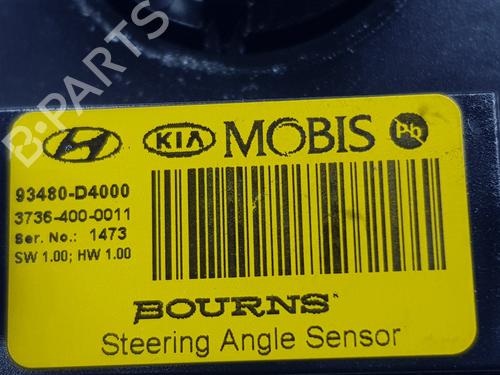 KIA MOBIS Pb
93480-D4000
3736-400-0011
Ser. No.: 1473
SW 1.00; HW 1.00
BOURNS
Steering Angle Sensor
B-PARTS